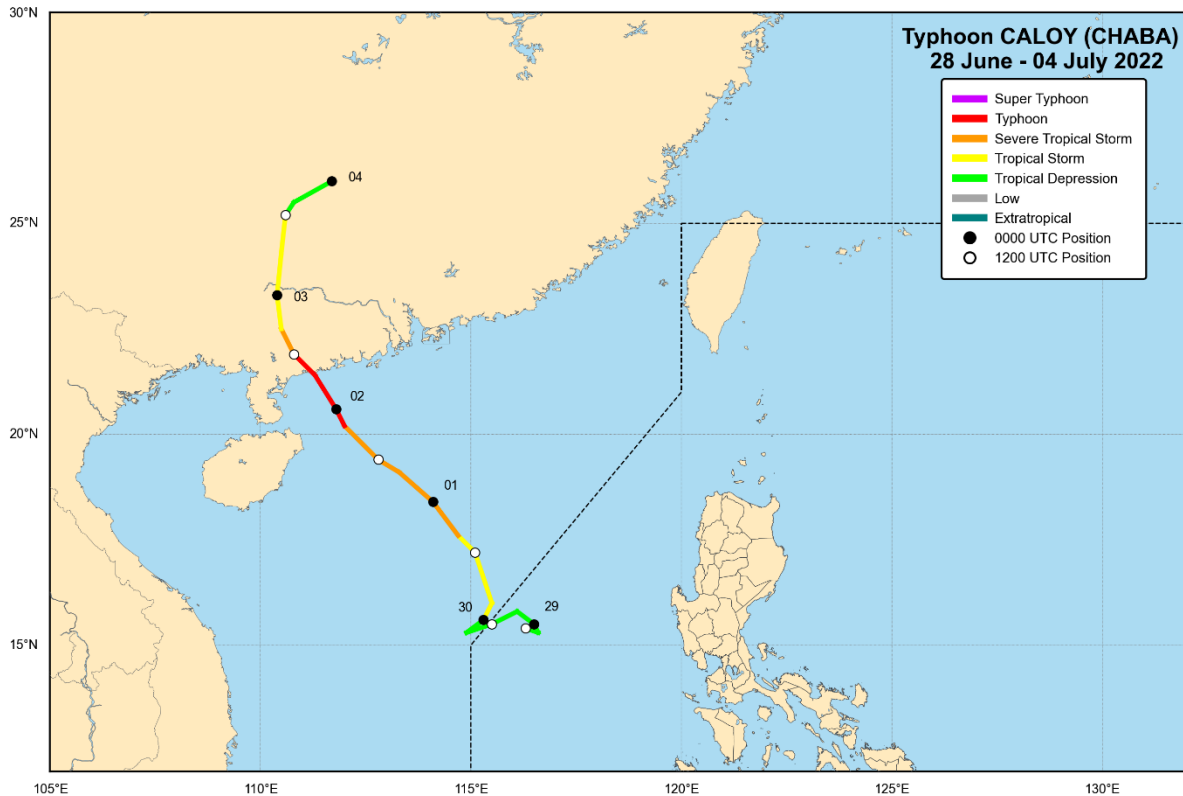 30°N
Typhoon CALOY (CHABA)
28 June - 04 July 2022
Super Typhoon
Typhoon
Severe Tropical Storm
Tropical Storm
Tropical Depression
Low
Extratropical
0000 UTC Position
1200 UTC Position
04
25°N
03
02
20°N
01
30
29
15°N
105°E
110°E
115°E
120°E
125°E
130°E